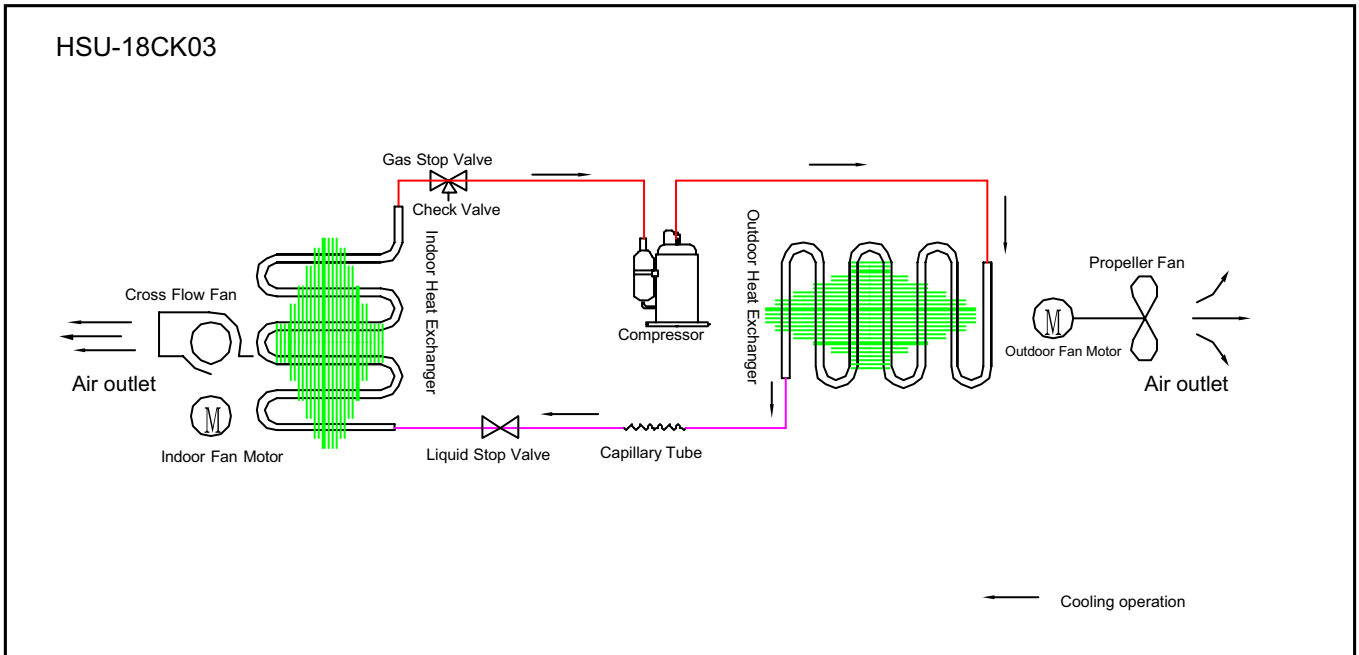 HSU-18CK03
Gas Stop Valve
Check Valve
Indoor Heat Exchanger
Cross Flow Fan
Air outlet
M
Indoor Fan Motor
Liquid Stop Valve
Capillary Tube
Compressor
Outdoor Heat Exchanger
Propeller Fan
M
Outdoor Fan Motor
Air outlet
Cooling operation